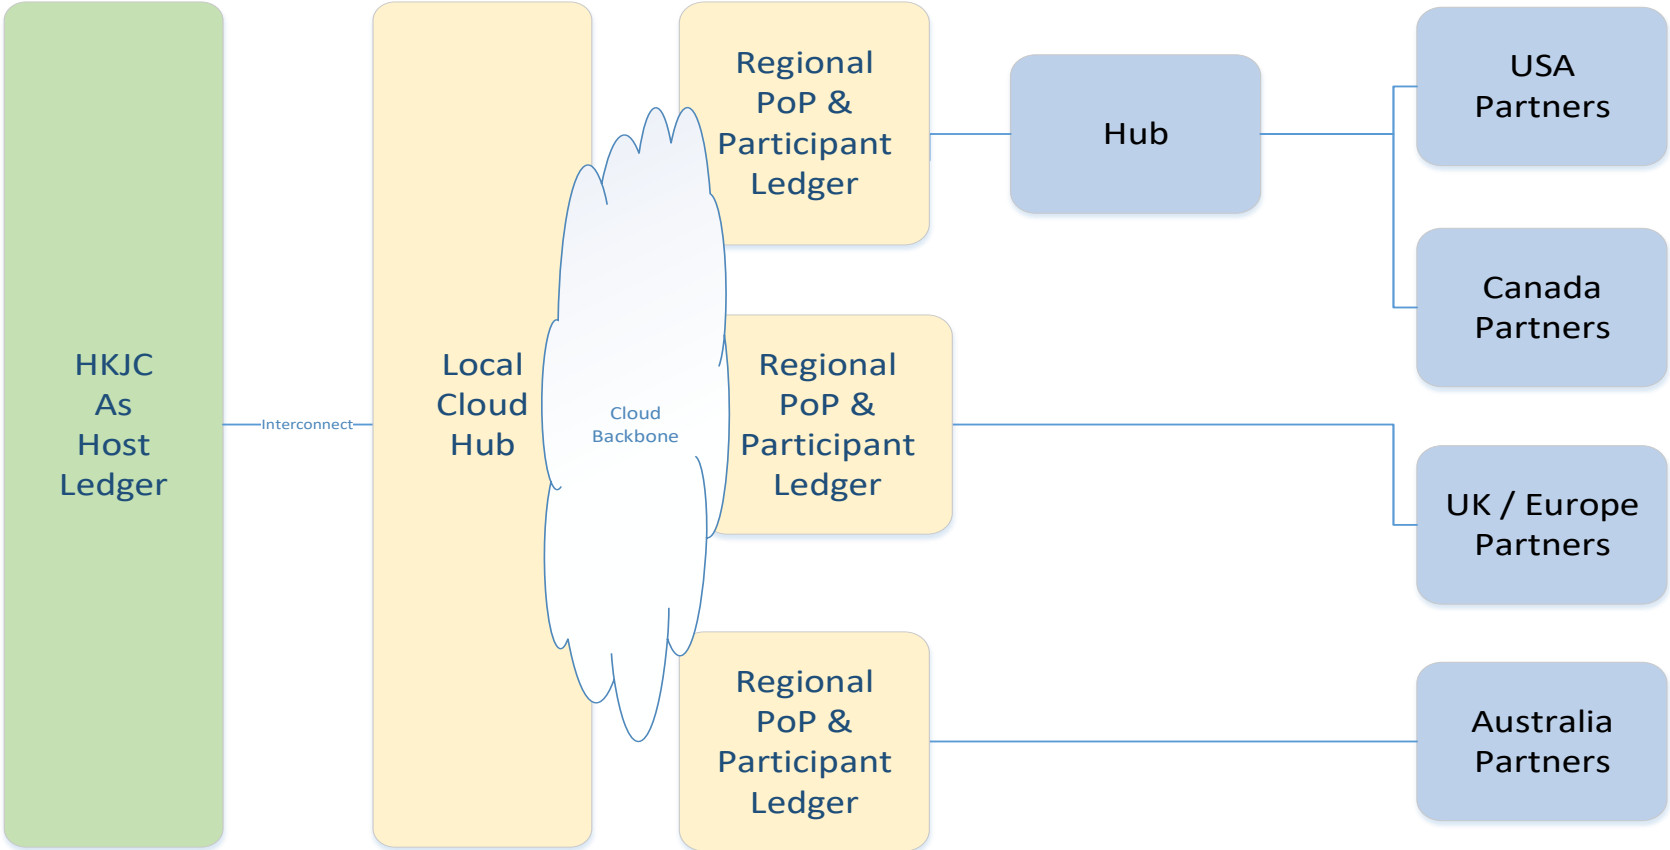 HKJC
As
Host
Ledger
Interconnect
Local
Cloud
Hub
Cloud
Backbone
Regional
PoP &
Participant
Ledger
Hub
USA
Partners
Canada
Partners
Regional
PoP &
Participant
Ledger
UK / Europe
Partners
Regional
PoP &
Participant
Ledger
Australia
Partners